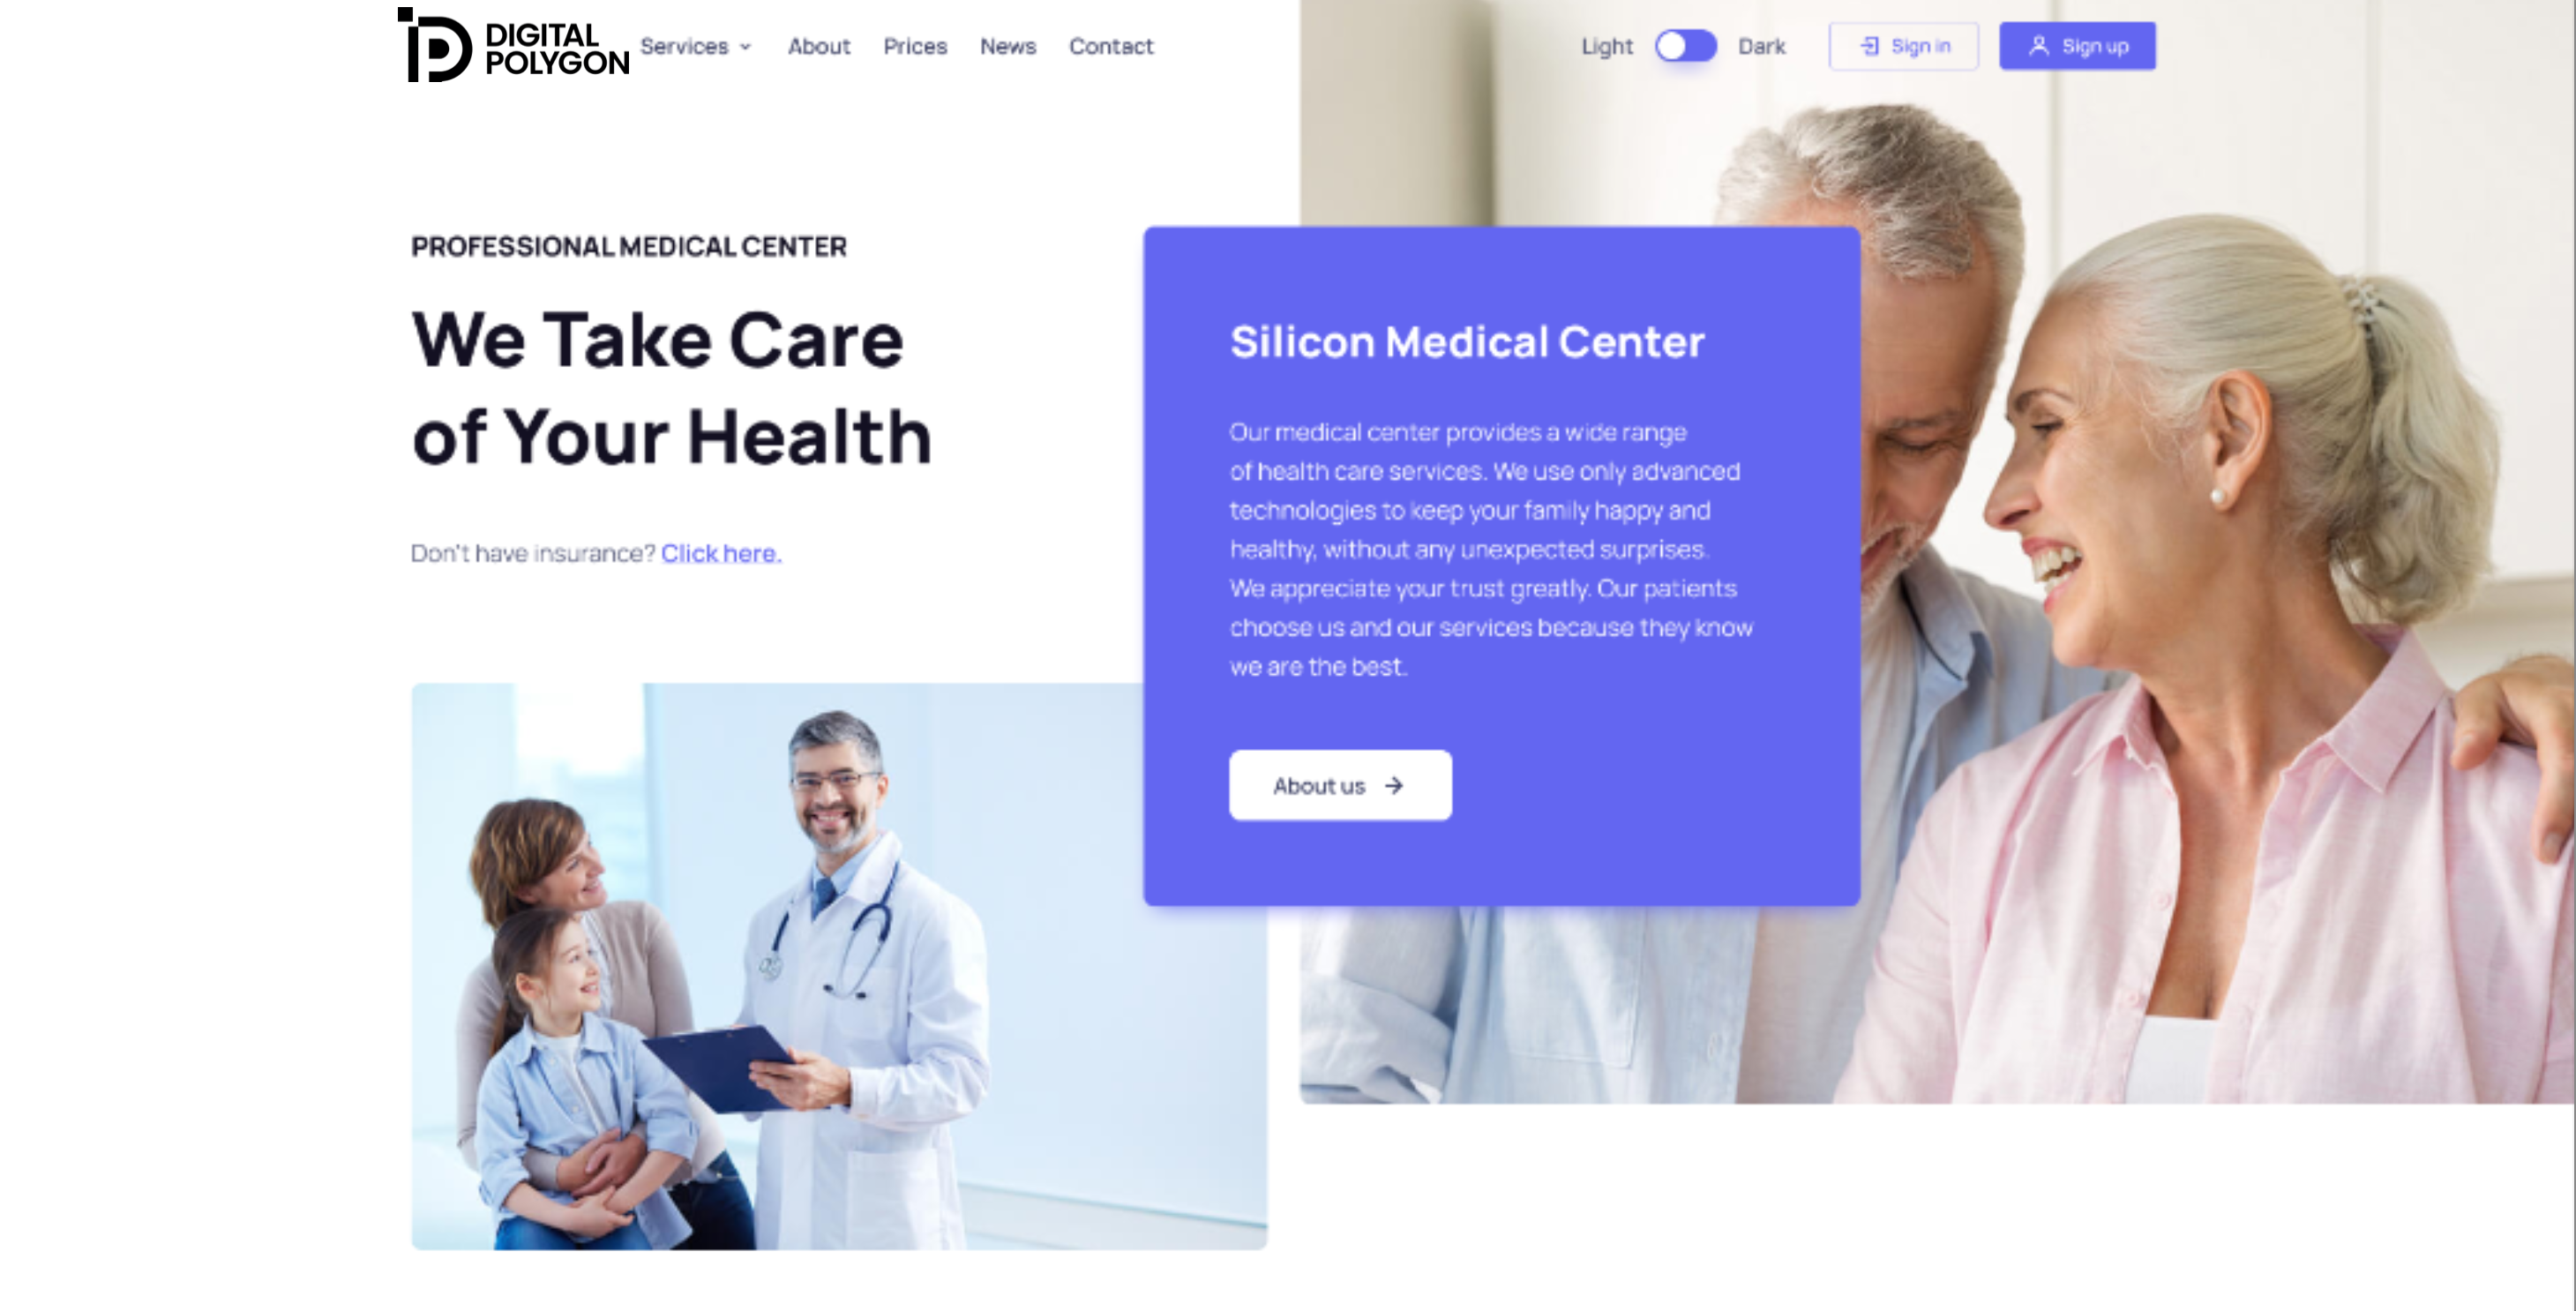 DIGITAL
POLYGON
Services
About
Prices
News
Contact
Light
Dark
Sign in
Sign up
PROFESSIONAL MEDICAL CENTER
We Take Care
of Your Health
Don't have insurance? Click here.
Silicon Medical Center
Our medical center provides a wide range
of health care services. We use only advanced
technologies to keep your family happy and
healthy, without any unexpected surprises.
We appreciate your trust greatly. Our patients
choose us and our services because they know
we are the best.
About us